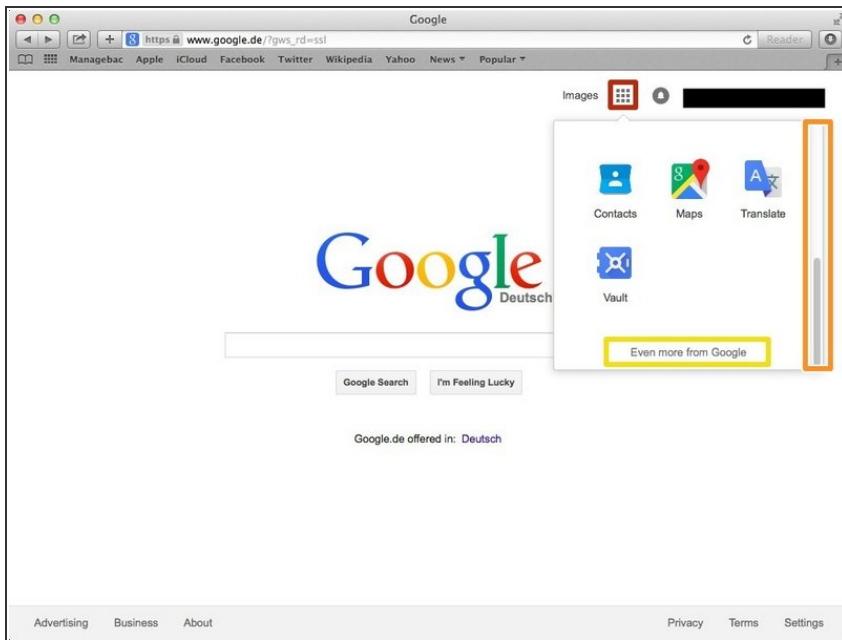 Google
https www.google.de/?gws_rd=ssl
Reader
Managebac Apple iCloud Facebook Twitter Wikipedia Yahoo News Popular
Images
Contacts Maps Translate
Vault
Even more from Google
Google
Deutsch
Google Search I'm Feeling Lucky
Google.de offered in: Deutsch
Advertising Business About Privacy Terms Settings